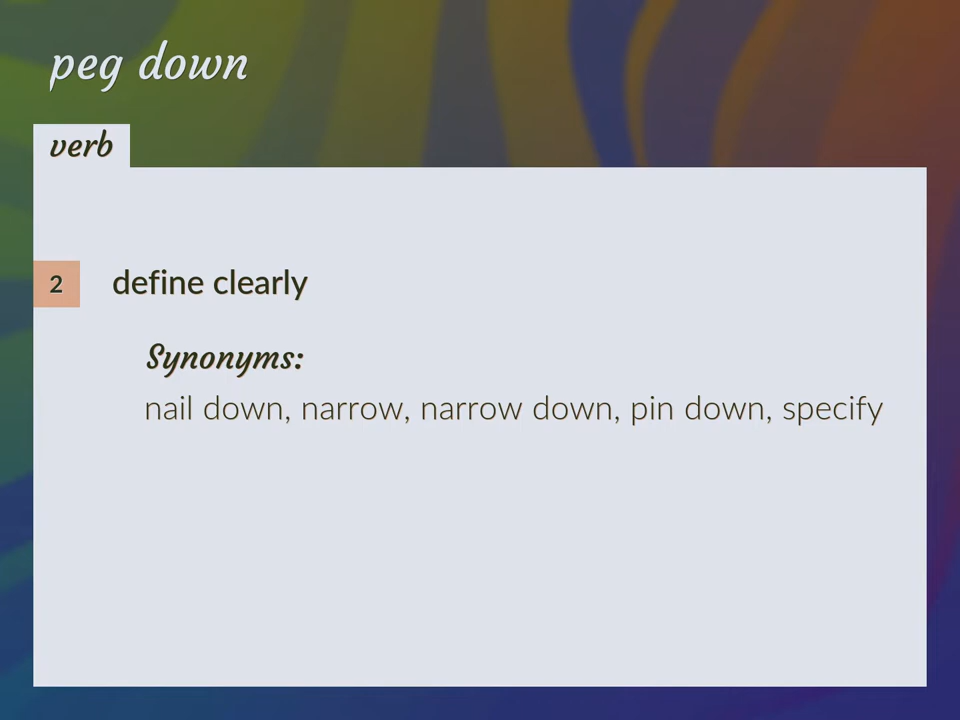 peg down
verb
2
define clearly
Synonyms:
nail down, narrow, narrow down, pin down, specify